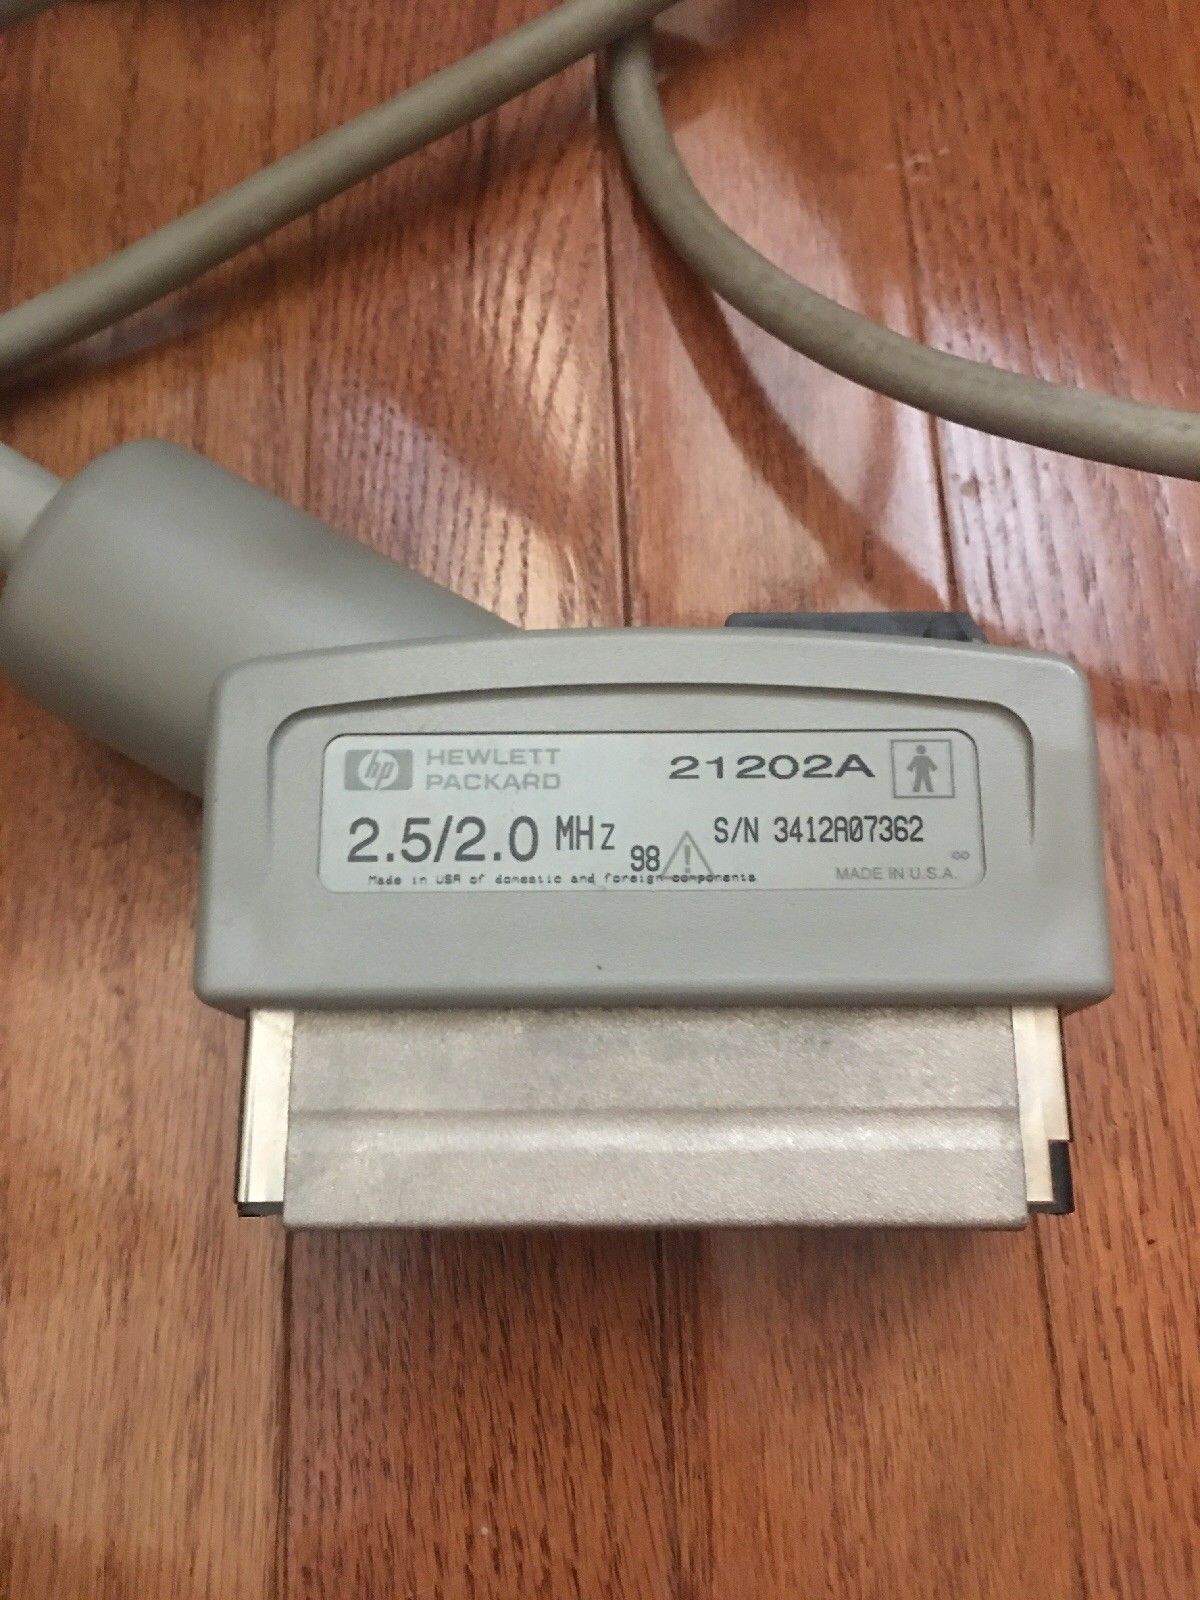 hp HEWLETT PACKARD 21202A
2.5/2.0 MHz 98 S/N 3412A07362
Made in USA of domestic and foreign components
MADE IN U.S.A.